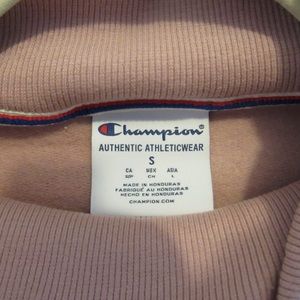 Champion
AUTHENTIC ATHLETICWEAR
S
CA MEX ASIA
S/P CH L
MADE IN HONDURAS
FABRIQUÉ AU HONDURAS
HECHO EN HONDURAS
CHAMPION.COM